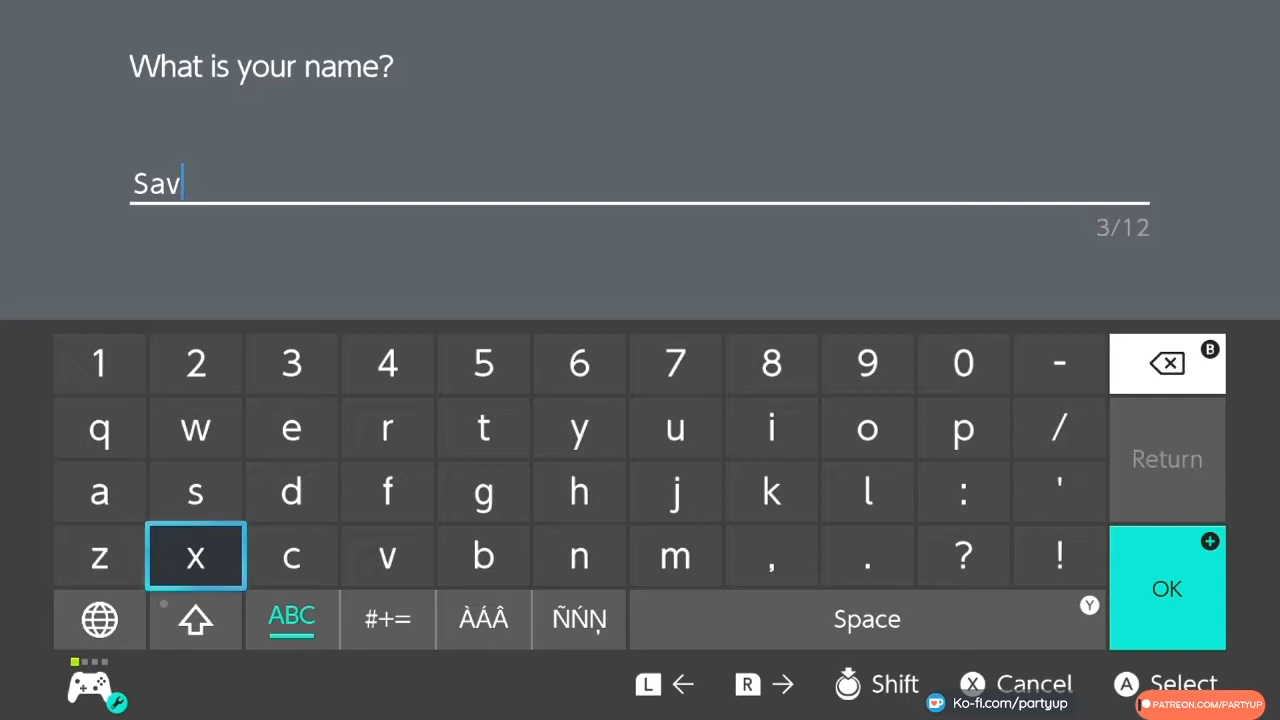 What is your name?
Sav
3/12
1 2 3 4 5 6 7 8 9 0 - B
q w e r t y u i o p /
Return
a s d f g h j k l : '
z x c v b n m , . ? ! +
OK
ABC #+= ÀÁÂ ÑŃŅ Space Y
L ← R → Shift X Cancel A Select
Ko-fi.com/partyup PATREON.COM/PARTYUP